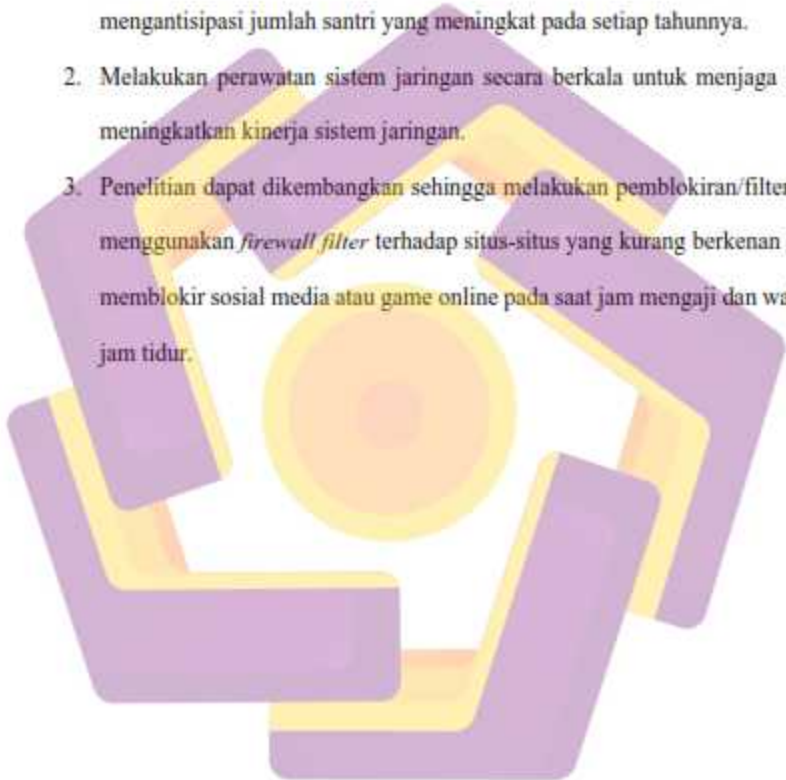 mengantisipasi jumlah santri yang meningkat pada setiap tahunnya.
2. Melakukan perawatan sistem jaringan secara berkala untuk menjaga
meningkatkan kinerja sistem jaringan.
3. Penelitian dapat dikembangkan sehingga melakukan pemblokiran/filter
menggunakan firewall filter terhadap situs-situs yang kurang berkenan
memblokir sosial media atau game online pada saat jam mengaji dan wa
jam tidur.